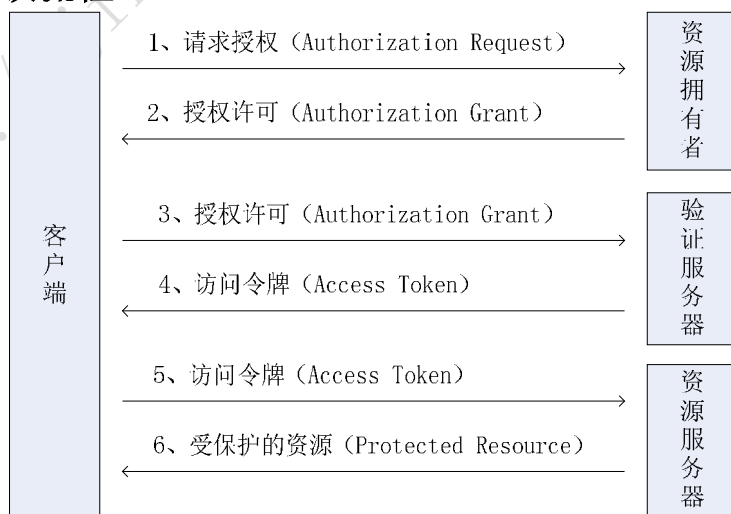 1、请求授权（Authorization Request）
2、授权许可（Authorization Grant）
资源拥有者
客户端
3、授权许可（Authorization Grant）
4、访问令牌（Access Token）
验证服务器
5、访问令牌（Access Token）
6、受保护的资源（Protected Resource）
资源服务器